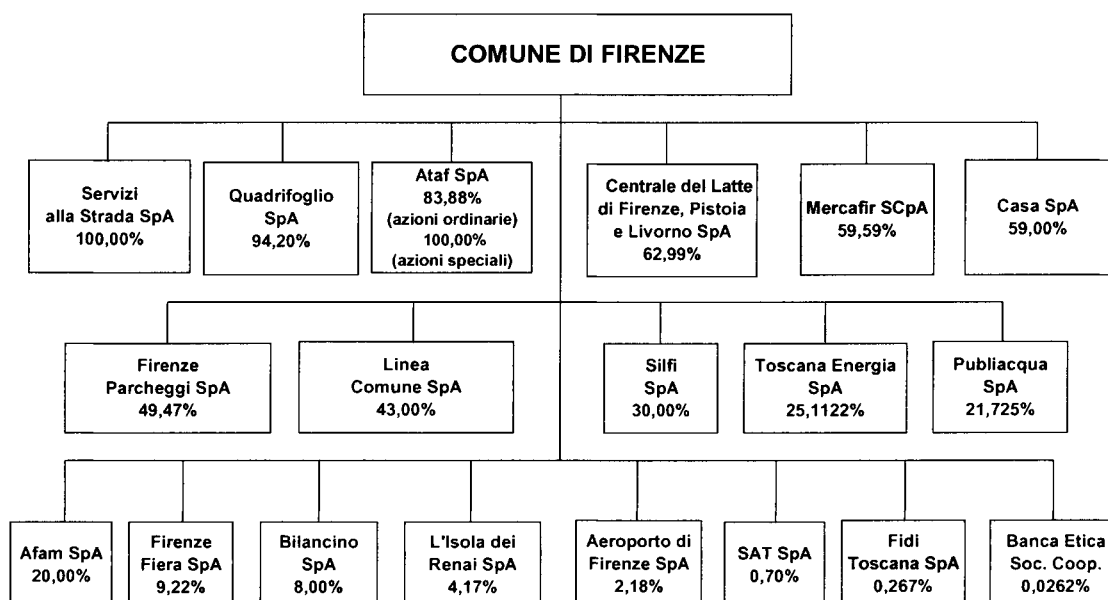 COMUNE DI FIRENZE
Servizi
alla Strada SpA
100,00%
Quadrifoglio
SpA
94,20%
Ataf SpA
83,88%
(azioni ordinarie)
100,00%
(azioni speciali)
Centrale del Latte
di Firenze, Pistoia
e Livorno SpA
62,99%
Mercafir SCpA
59,59%
Casa SpA
59,00%
Firenze
Parcheggi SpA
49,47%
Linea
Comune SpA
43,00%
Silfi
SpA
30,00%
Toscana Energia
SpA
25,1122%
Publiacqua
SpA
21,725%
Afam SpA
20,00%
Firenze
Fiera SpA
9,22%
Bilancino
SpA
8,00%
L'Isola dei
Renai SpA
4,17%
Aeroporto di
Firenze SpA
2,18%
SAT SpA
0,70%
Fidi
Toscana SpA
0,267%
Banca Etica
Soc. Coop.
0,0262%